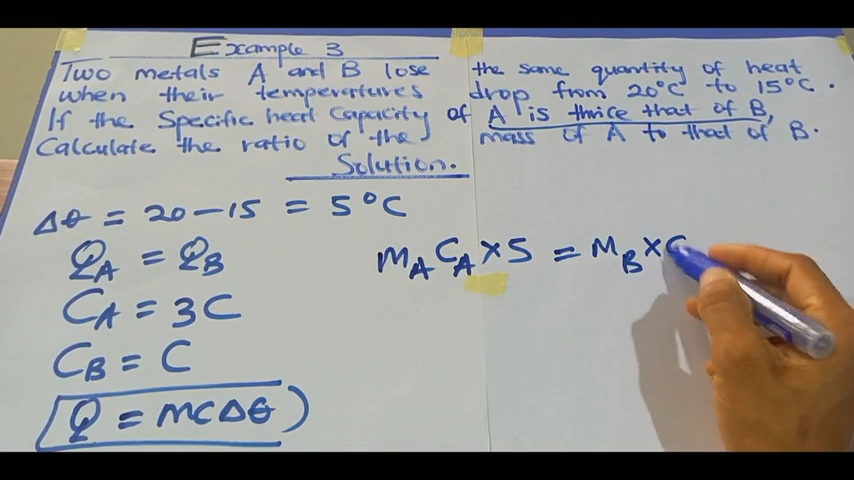 Example 3
Two metals A and B lose the same quantity of heat
when their temperatures drop from 20°C to 15°C.
If the Specific heat Capacity of A is thrice that of B,
Calculate the ratio of the mass of A to that of B.
Solution.
Δθ = 20 - 15 = 5°C
QA = QB
MACA × 5 = MB × C
CA = 3C
CB = C
Q = MCΔθ